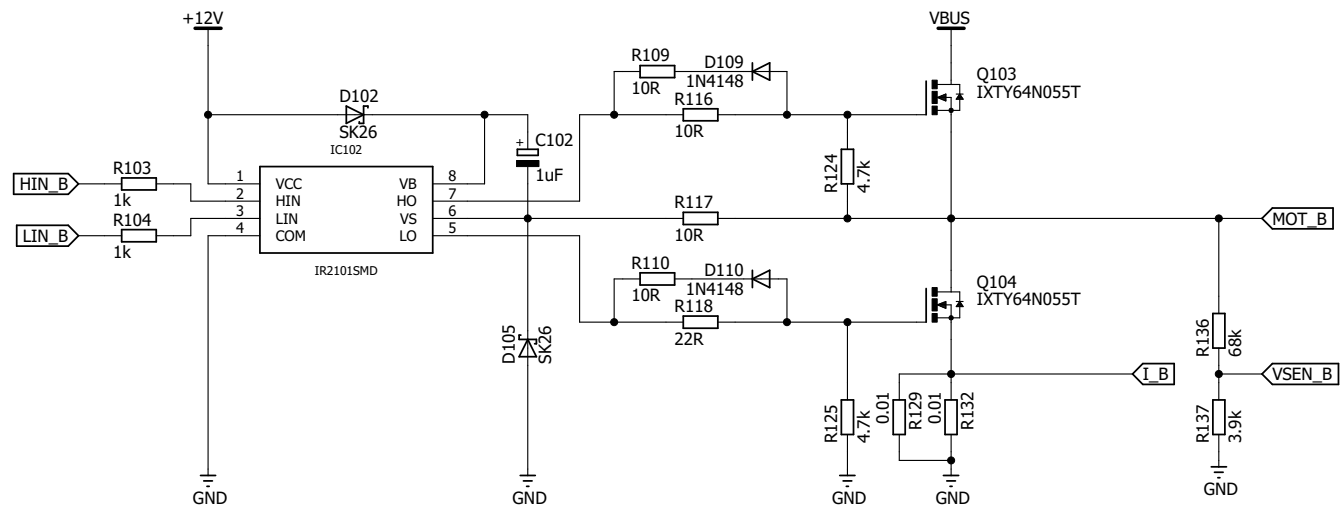 +12V
VBUS
R109
D109
10R
1N4148
Q103
IXTY64N055T
D102
SK26
R116
10R
IC102
+
C102
1uF
R124
4.7k
R103
HIN_B
1k
1
VCC
VB
8
2
HIN
HO
7
R104
LIN_B
1k
3
LIN
VS
6
4
COM
LO
5
IR2101SMD
R117
10R
MOT_B
R110
D110
10R
1N4148
Q104
IXTY64N055T
R118
22R
D105
SK26
R136
68k
I_B
VSEN_B
R125
4.7k
0.01
R129
0.01
R132
R137
3.9k
GND
GND
GND
GND
GND